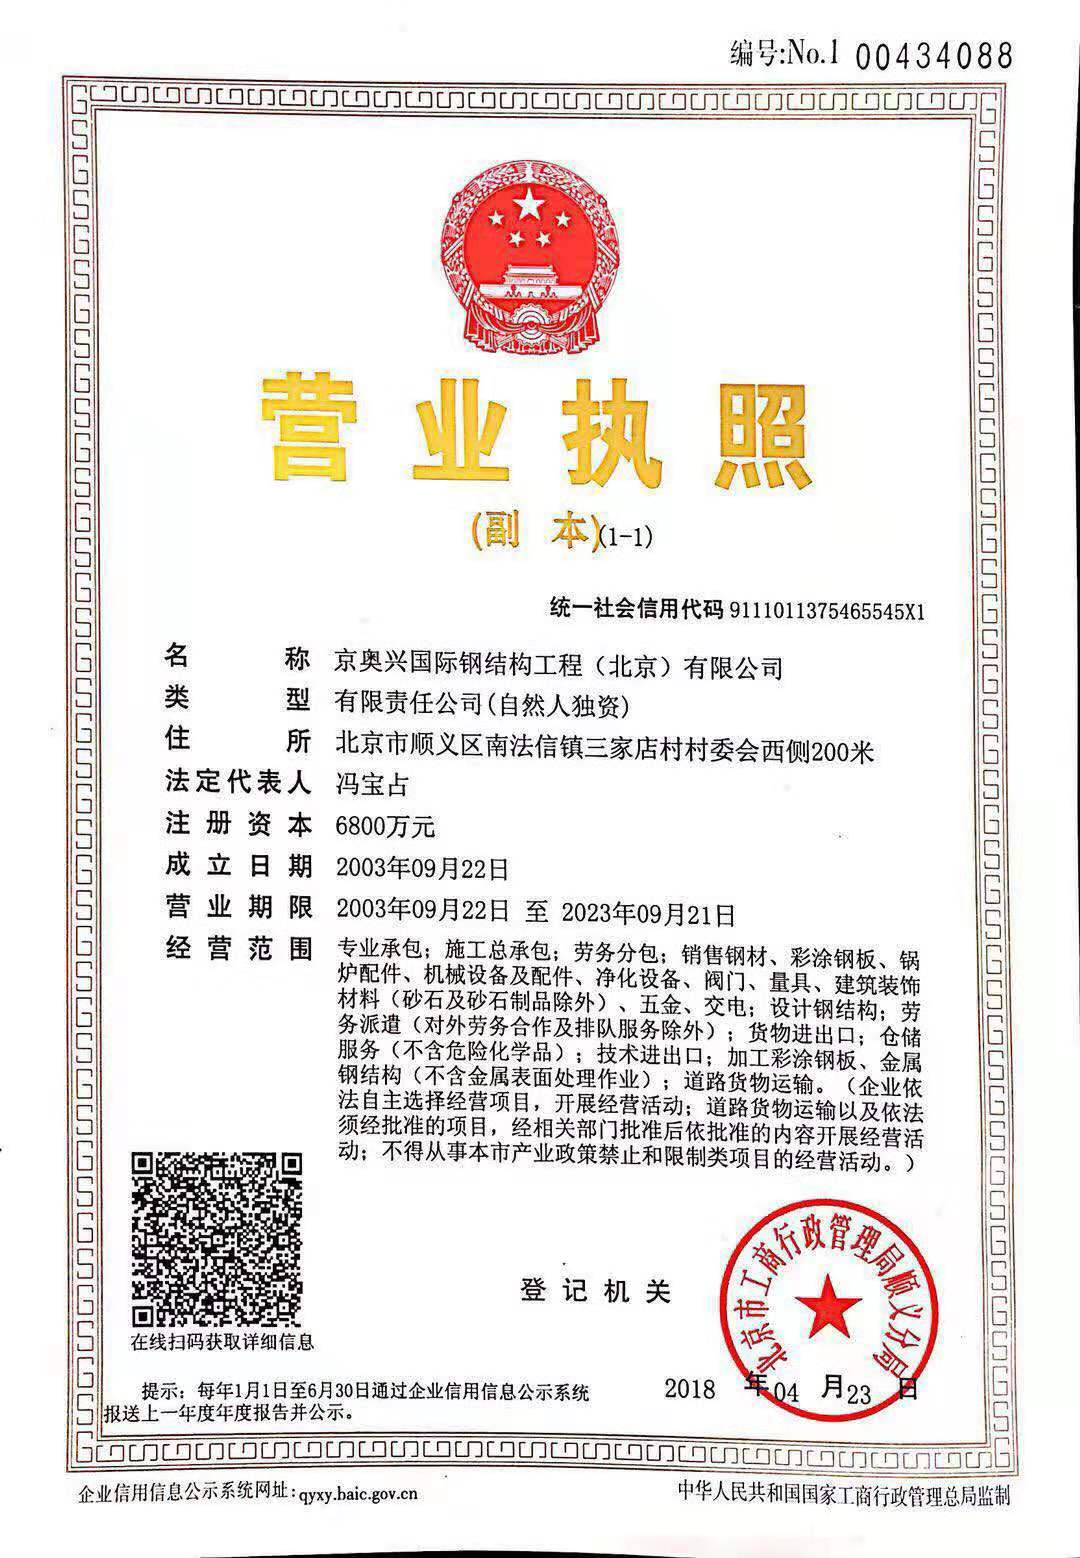 编号:No.1 00434088
营业执照
(副 本)(1-1)
统一社会信用代码 9111011375465545X1
名 称 京奥兴国际钢结构工程（北京）有限公司
类 型 有限责任公司(自然人独资)
住 所 北京市顺义区南法信镇三家店村村委会西侧200米
法定代表人 冯宝占
注册资本 6800万元
成立日期 2003年09月22日
营业期限 2003年09月22日 至 2023年09月21日
经营范围 专业承包；施工总承包；劳务分包；销售钢材、彩涂钢板、锅
炉配件、机械设备及配件、净化设备、阀门、量具、建筑装饰
材料（砂石及砂石制品除外）、五金、交电；设计钢结构；劳
务派遣（对外劳务合作及排队服务除外）；货物进出口；仓储
服务（不含危险化学品）；技术进出口；加工彩涂钢板、金属
钢结构（不含金属表面处理作业）；道路货物运输。（企业依
法自主选择经营项目，开展经营活动；道路货物运输以及依法
须经批准的项目，经相关部门批准后依批准的内容开展经营活
动；不得从事本市产业政策禁止和限制类项目的经营活动。）
在线扫码获取详细信息
登记机关
北京市工商行政管理局顺义分局
2018 年 04 月 23 日
提示：每年1月1日至6月30日通过企业信用信息公示系统
报送上一年度年度报告并公示。
企业信用信息公示系统网址：qyxy.baic.gov.cn
中华人民共和国国家工商行政管理总局监制